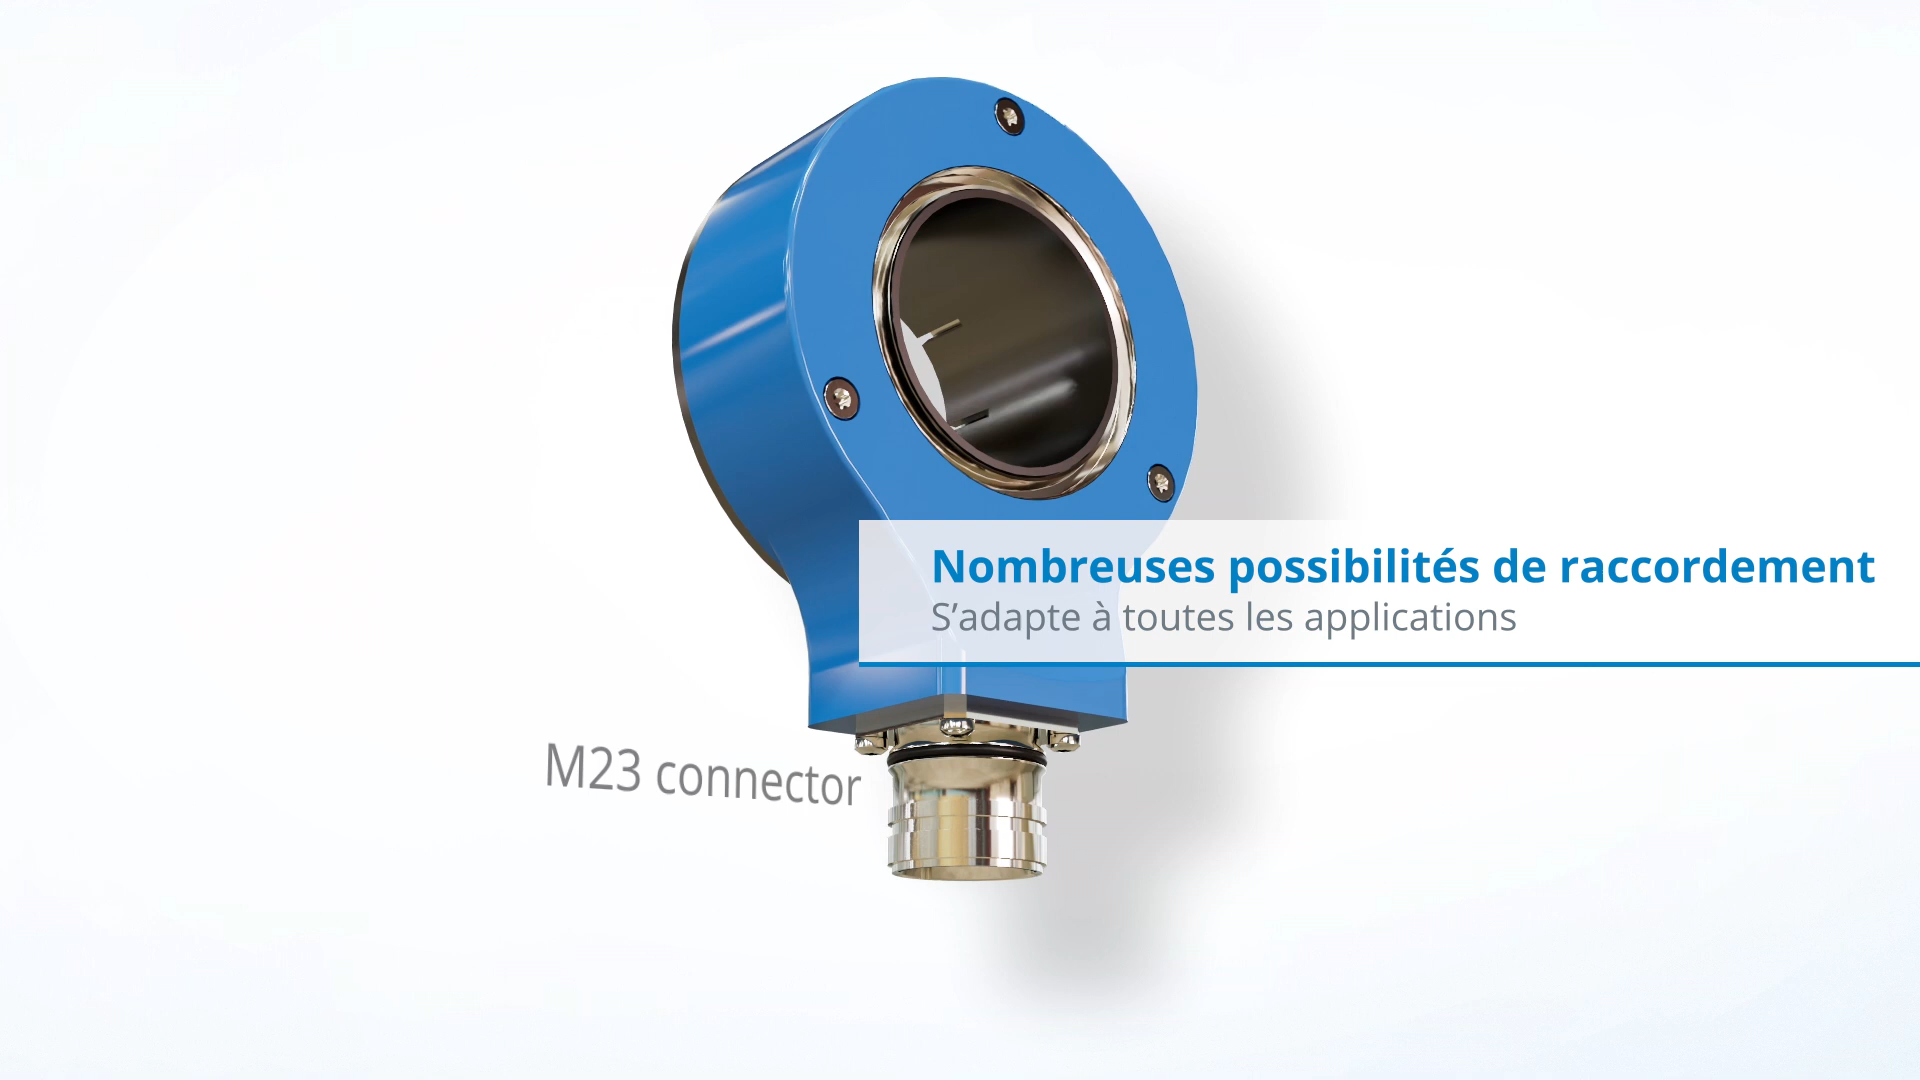 Nombreuses possibilités de raccordement
S’adapte à toutes les applications
M23 connector